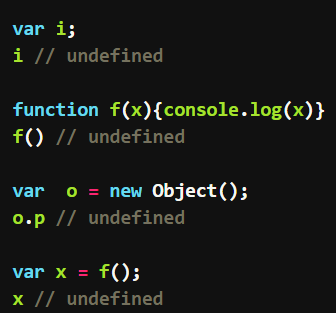 var i;
i // undefined
function f(x){console.log(x)}
f() // undefined
var  o = new Object();
o.p // undefined
var x = f();
x // undefined